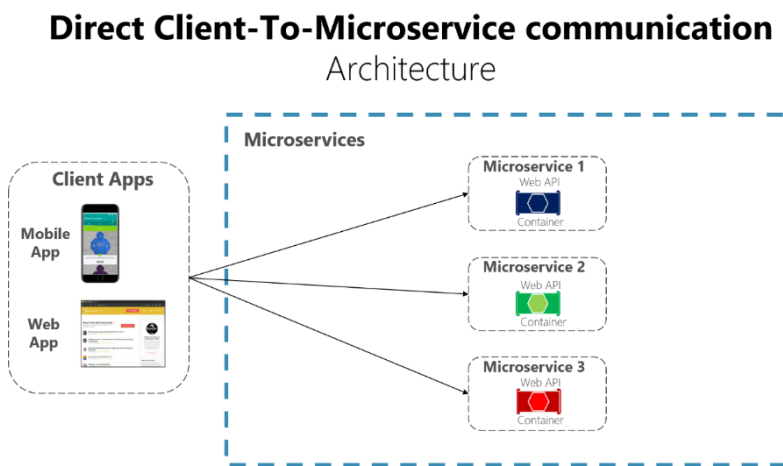 Direct Client-To-Microservice communication
Architecture
Microservices
Client Apps
Mobile
App
Web
App
Microservice 1
Web API
Container
Microservice 2
Web API
Container
Microservice 3
Web API
Container